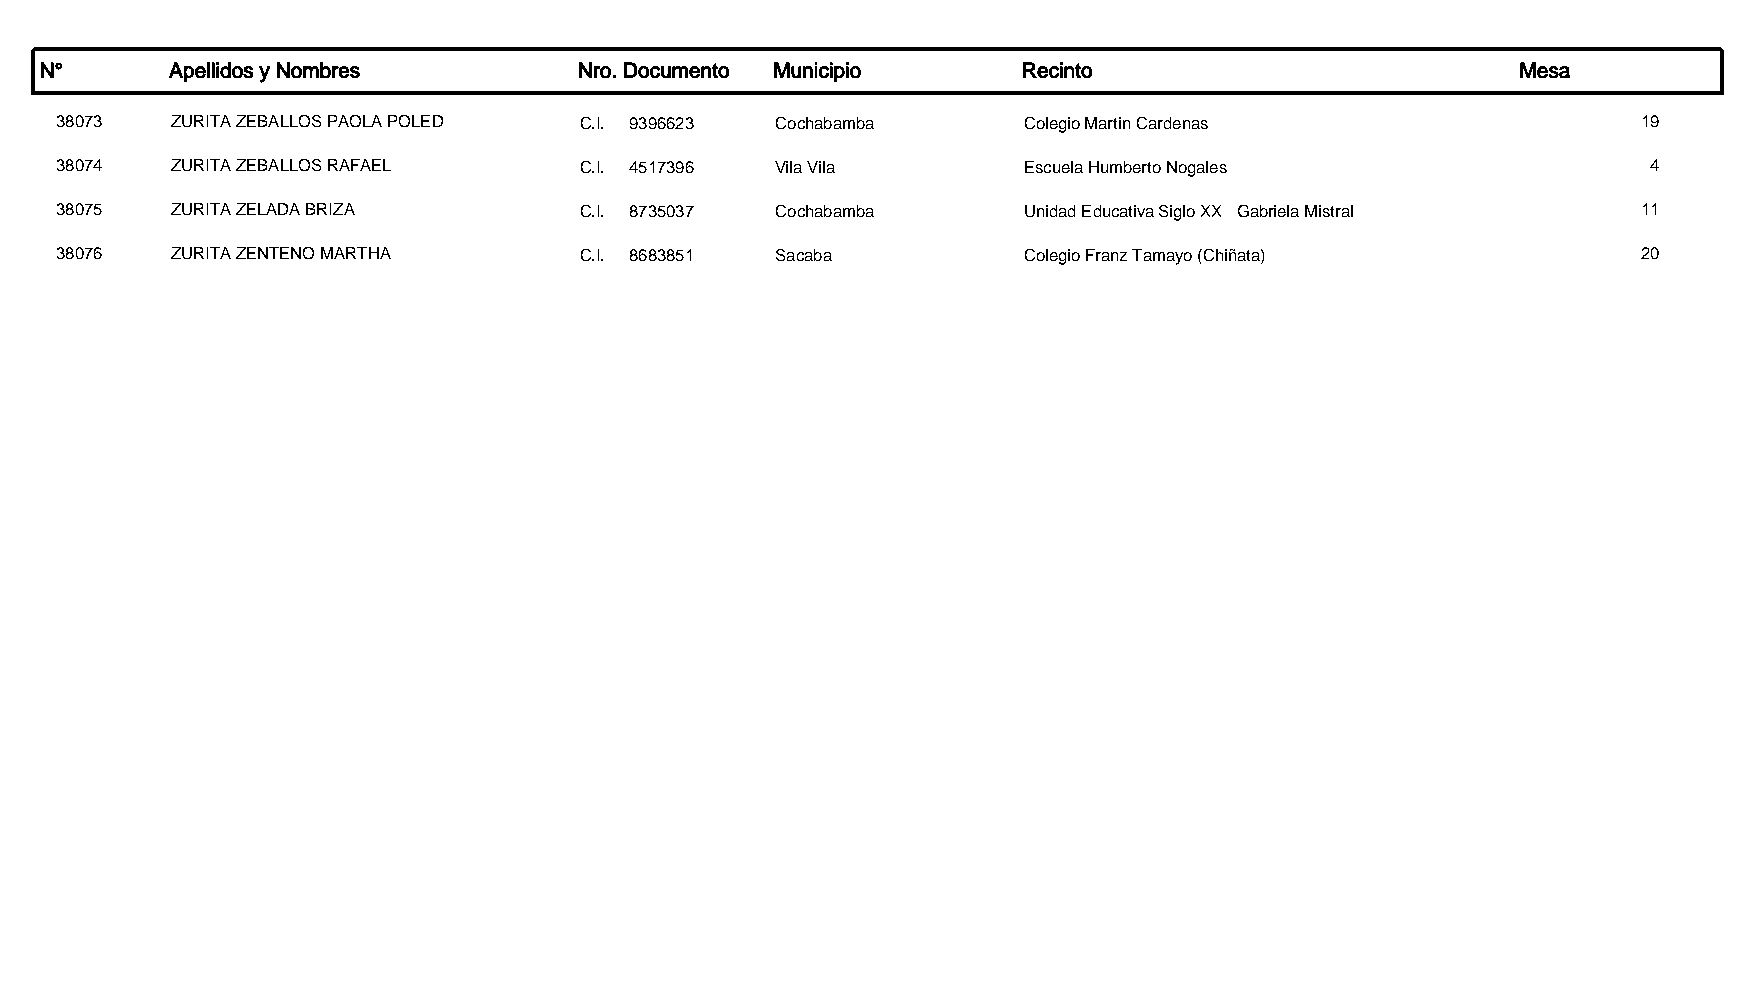 N° Apellidos y Nombres Nro. Documento Municipio Recinto Mesa
38073 ZURITA ZEBALLOS PAOLA POLED C.I. 9396623 Cochabamba Colegio Martin Cardenas 19
38074 ZURITA ZEBALLOS RAFAEL C.I. 4517396 Vila Vila Escuela Humberto Nogales 4
38075 ZURITA ZELADA BRIZA C.I. 8735037 Cochabamba Unidad Educativa Siglo XX Gabriela Mistral 11
38076 ZURITA ZENTENO MARTHA C.I. 8683851 Sacaba Colegio Franz Tamayo (Chiñata) 20